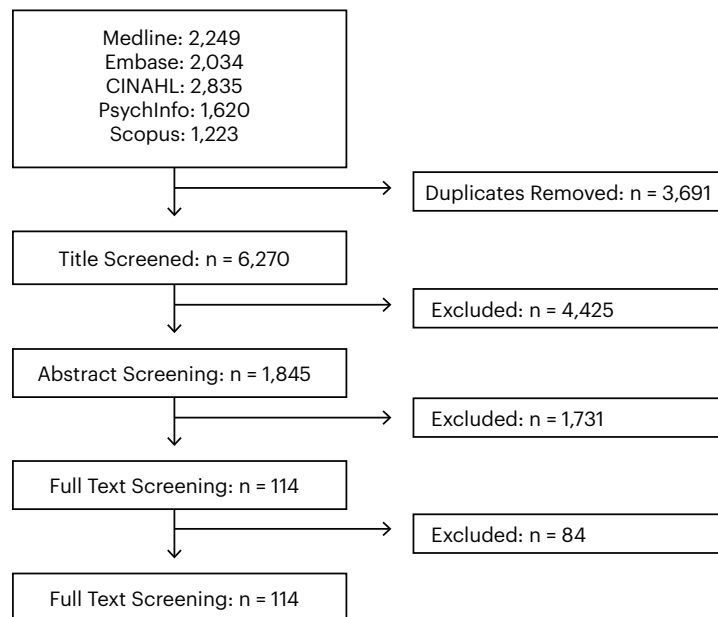 Medline: 2,249
Embase: 2,034
CINAHL: 2,835
PsychInfo: 1,620
Scopus: 1,223
Duplicates Removed: n = 3,691
Title Screened: n = 6,270
Excluded: n = 4,425
Abstract Screening: n = 1,845
Excluded: n = 1,731
Full Text Screening: n = 114
Excluded: n = 84
Full Text Screening: n = 114